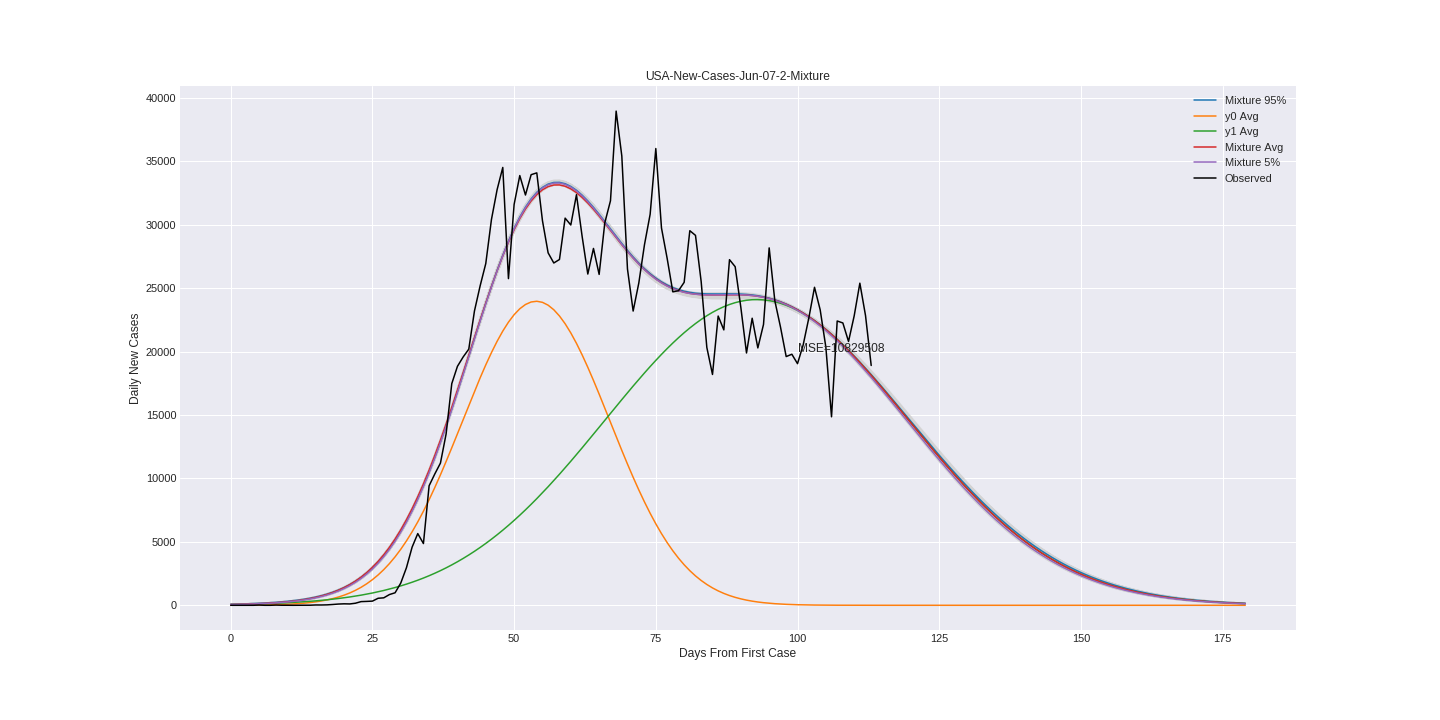 USA-New-Cases-Jun-07-2-Mixture
Mixture 95%
y0 Avg
y1 Avg
Mixture Avg
Mixture 5%
Observed
Daily New Cases
40000
35000
30000
25000
20000
15000
10000
5000
0
MSE=10829508
0 25 50 75 100 125 150 175
Days From First Case